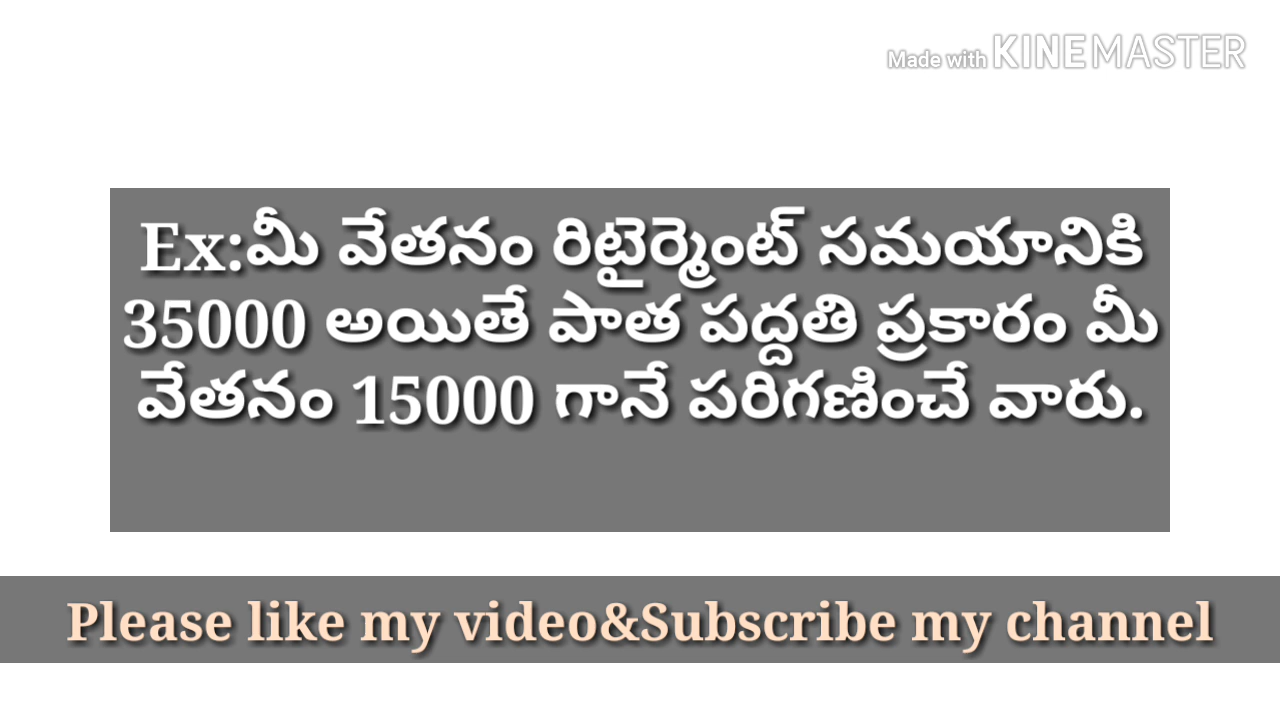 Made with KINEMASTER
Ex:మీ వేతనం రిటైర్మెంట్ సమయానికి
35000 అయితే పాత పద్దతి ప్రకారం మీ
వేతనం 15000 గానే పరిగణించే వారు.
Please like my video&Subscribe my channel